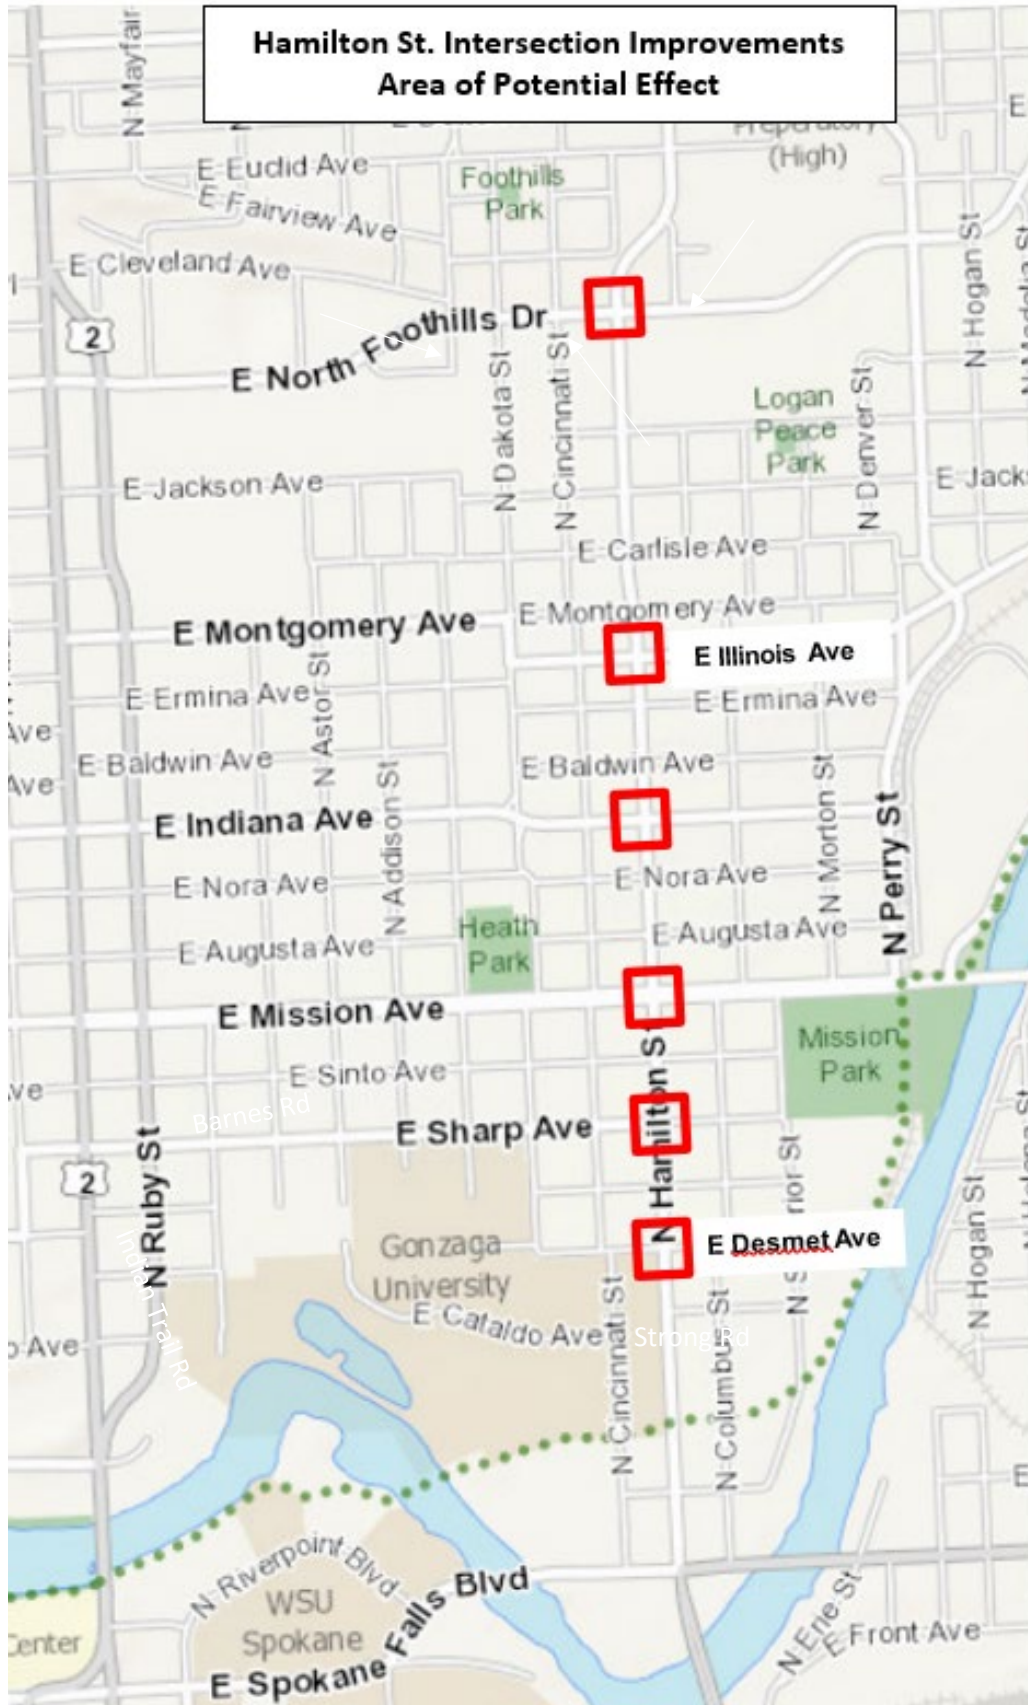 Hamilton St. Intersection Improvements
Area of Potential Effect
N Mayfair
(High)
E
E Euclid Ave
Foothills
Park
E Fairview Ave
E Cleveland Ave
N Hogan St
2
E North Foothills Dr
N Dakota St
N Cincinnati St
Logan
Peace
Park
N Denver St
E Jackson Ave
E Jack
E Carlisle Ave
E Montgomery Ave
E Montgomery Ave
E Illinois Ave
N Astor St
E Ermina Ave
E Ermina Ave
Ave
E Baldwin Ave
E Baldwin Ave
Ave
N Addison St
N Morton St
N Perry St
E Indiana Ave
E Nora Ave
E Nora Ave
Heath
Park
E Augusta Ave
E Augusta Ave
E Mission Ave
Mission
Park
N Hamilton St
E Sinto Ave
ve
Barnes Rd
E Sharp Ave
N Ruby St
2
E Desmet Ave
N Hogan St
Gonzaga
University
E Cataldo Ave
Strong Rd
Indian Trail Rd
Ave
N Cincinnati St
N Columbus St
E
N Riverpoint Blvd
WSU
Spokane
E Spokane Falls Blvd
N Erie St
E Front Ave
Center